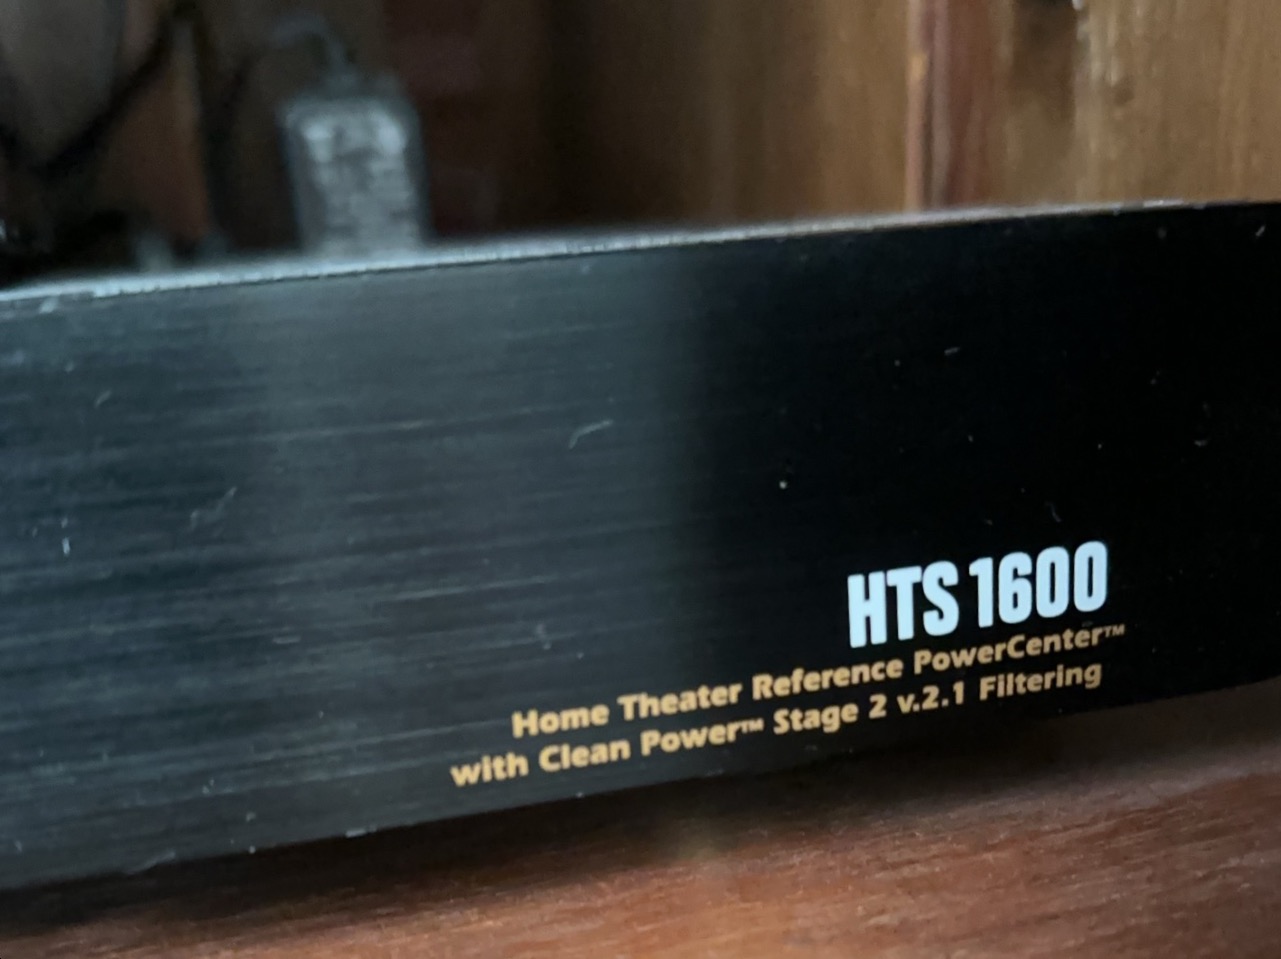 HTS 1600
Home Theater Reference PowerCenter™
with Clean Power™ Stage 2 v.2.1 Filtering